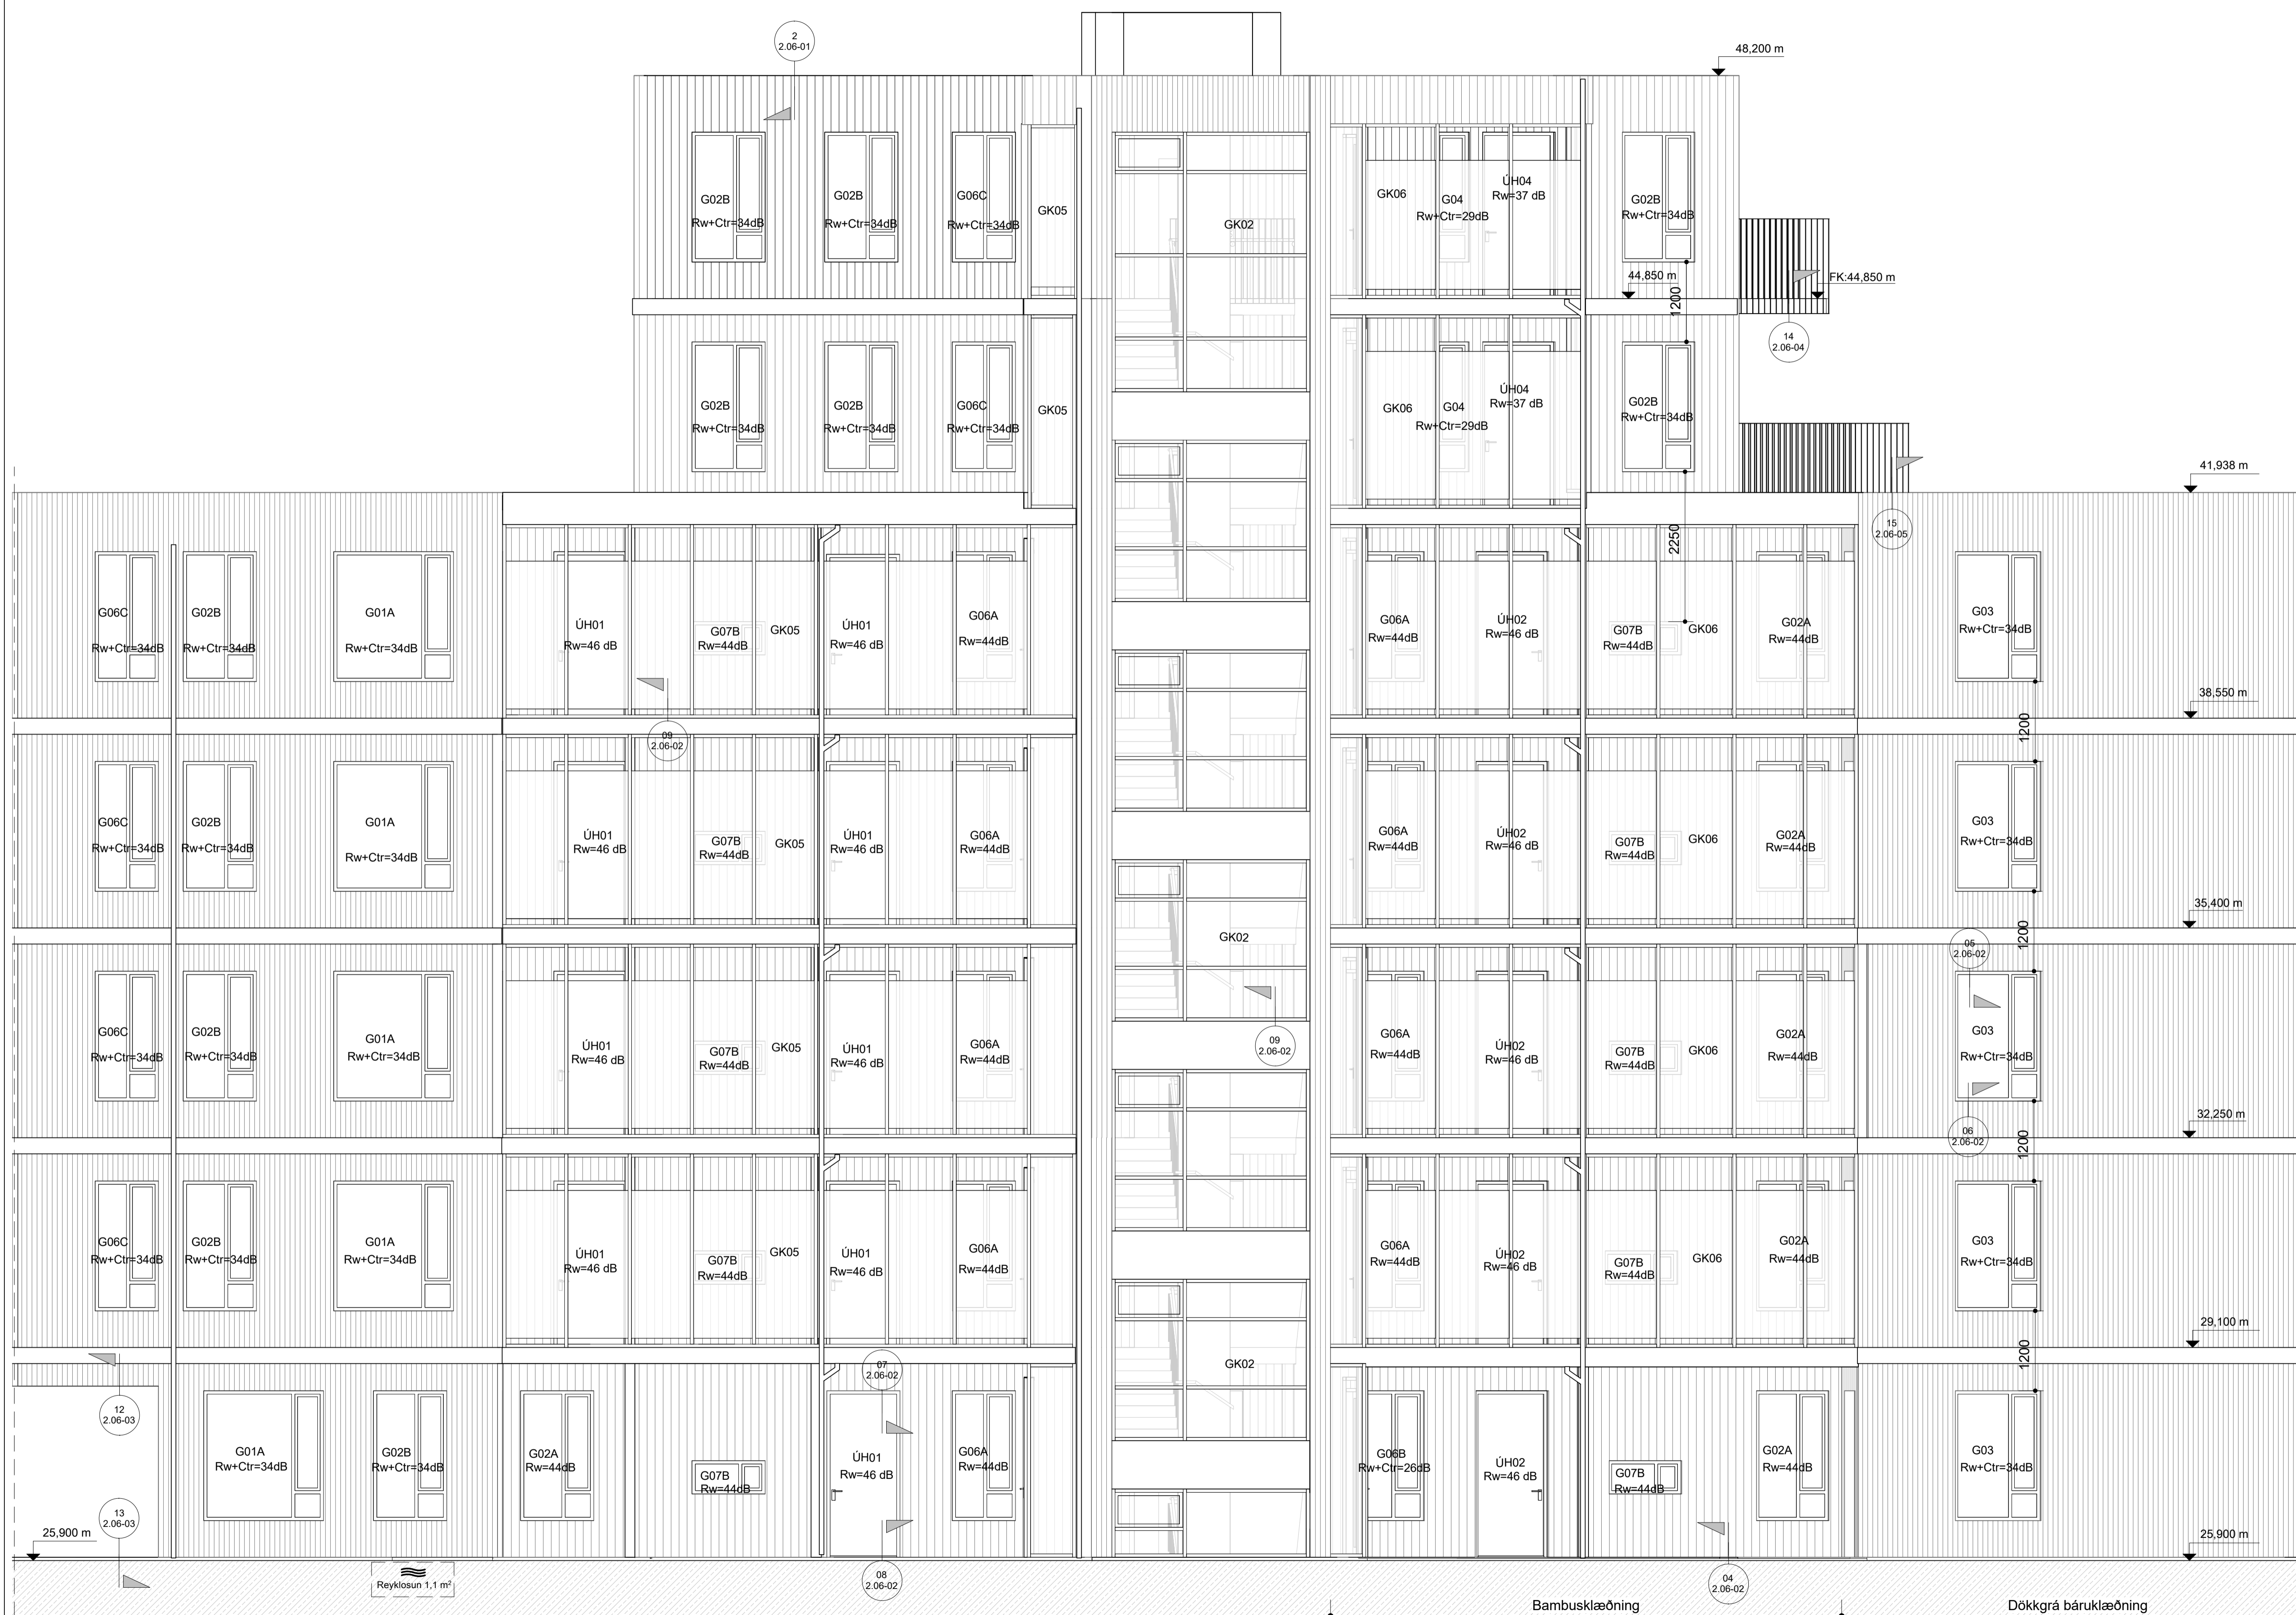 2
2.06-01
48,200 m
G02B
Rw+Ctr=34dB
G02B
Rw+Ctr=34dB
G06C
Rw+Ctr=34dB
GK05
GK02
GK06
G04
Rw+Ctr=29dB
ÚH04
Rw=37 dB
G02B
Rw+Ctr=34dB
44,850 m
FK:44,850 m
1200
14
2.06-04
G02B
Rw+Ctr=34dB
G02B
Rw+Ctr=34dB
G06C
Rw+Ctr=34dB
GK05
GK06
G04
Rw+Ctr=29dB
ÚH04
Rw=37 dB
G02B
Rw+Ctr=34dB
41,938 m
15
2.06-05
2250
G06C
Rw+Ctr=34dB
G02B
Rw+Ctr=34dB
G01A
Rw+Ctr=34dB
ÚH01
Rw=46 dB
G07B
Rw=44dB
GK05
ÚH01
Rw=46 dB
G06A
Rw=44dB
G06A
Rw=44dB
ÚH02
Rw=46 dB
G07B
Rw=44dB
GK06
G02A
Rw=44dB
G03
Rw+Ctr=34dB
38,550 m
1200
09
2.06-02
G06C
Rw+Ctr=34dB
G02B
Rw+Ctr=34dB
G01A
Rw+Ctr=34dB
ÚH01
Rw=46 dB
G07B
Rw=44dB
GK05
ÚH01
Rw=46 dB
G06A
Rw=44dB
G06A
Rw=44dB
ÚH02
Rw=46 dB
G07B
Rw=44dB
GK06
G02A
Rw=44dB
G03
Rw+Ctr=34dB
35,400 m
1200
GK02
05
2.06-02
G06C
Rw+Ctr=34dB
G02B
Rw+Ctr=34dB
G01A
Rw+Ctr=34dB
ÚH01
Rw=46 dB
G07B
Rw=44dB
GK05
ÚH01
Rw=46 dB
G06A
Rw=44dB
09
2.06-02
G06A
Rw=44dB
ÚH02
Rw=46 dB
G07B
Rw=44dB
GK06
G02A
Rw=44dB
G03
Rw+Ctr=34dB
32,250 m
06
2.06-02
1200
G06C
Rw+Ctr=34dB
G02B
Rw+Ctr=34dB
G01A
Rw+Ctr=34dB
ÚH01
Rw=46 dB
G07B
Rw=44dB
GK05
ÚH01
Rw=46 dB
G06A
Rw=44dB
G06A
Rw=44dB
ÚH02
Rw=46 dB
G07B
Rw=44dB
GK06
G02A
Rw=44dB
G03
Rw+Ctr=34dB
29,100 m
1200
GK02
07
2.06-02
12
2.06-03
G01A
Rw+Ctr=34dB
G02B
Rw+Ctr=34dB
G02A
Rw=44dB
G07B
Rw=44dB
ÚH01
Rw=46 dB
G06A
Rw=44dB
G06B
Rw+Ctr=26dB
ÚH02
Rw=46 dB
G07B
Rw=44dB
G02A
Rw=44dB
G03
Rw+Ctr=34dB
13
2.06-03
25,900 m
25,900 m
Reyklosun 1,1 m²
08
2.06-02
04
2.06-02
Bambusklæðning
Dökkgrá báruklæðning